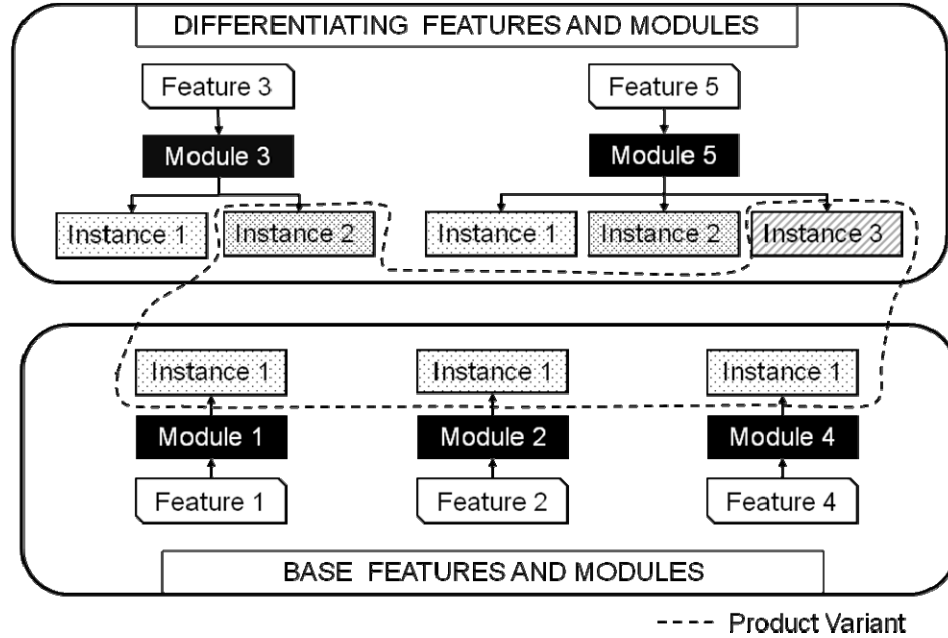 DIFFERENTIATING FEATURES AND MODULES
Feature 3
Feature 5
Module 3
Module 5
Instance 1
Instance 2
Instance 1
Instance 2
Instance 3
Instance 1
Instance 1
Instance 1
Module 1
Module 2
Module 4
Feature 1
Feature 2
Feature 4
BASE FEATURES AND MODULES
Product Variant